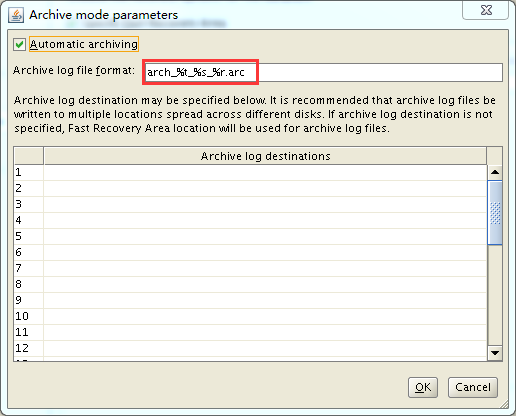 Archive mode parameters
Automatic archiving
Archive log file format: arch_%t_%s_%r.arc
Archive log destination may be specified below. It is recommended that archive log files be
written to multiple locations spread across different disks. If archive log destination is not
specified, Fast Recovery Area location will be used for archive log files.
Archive log destinations
1
2
3
4
5
6
7
8
9
10
11
12
OK Cancel